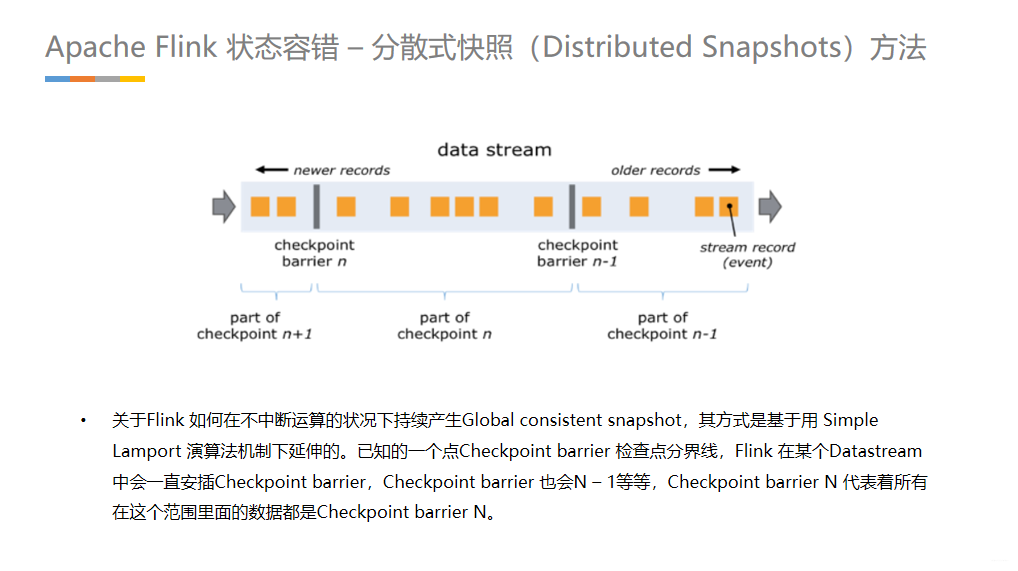 Apache Flink 状态容错 – 分散式快照（Distributed Snapshots）方法
data stream
newer records
older records
checkpoint
barrier n
checkpoint
barrier n-1
stream record
(event)
part of
checkpoint n+1
part of
checkpoint n
part of
checkpoint n-1
• 关于Flink 如何在不中断运算的状况下持续产生Global consistent snapshot，其方式是基于用 Simple
Lamport 演算法机制下延伸的。已知的一个点Checkpoint barrier 检查点分界线，Flink 在某个Datastream
中会一直安插Checkpoint barrier，Checkpoint barrier 也会N – 1等等，Checkpoint barrier N 代表着所有
在这个范围里面的数据都是Checkpoint barrier N。